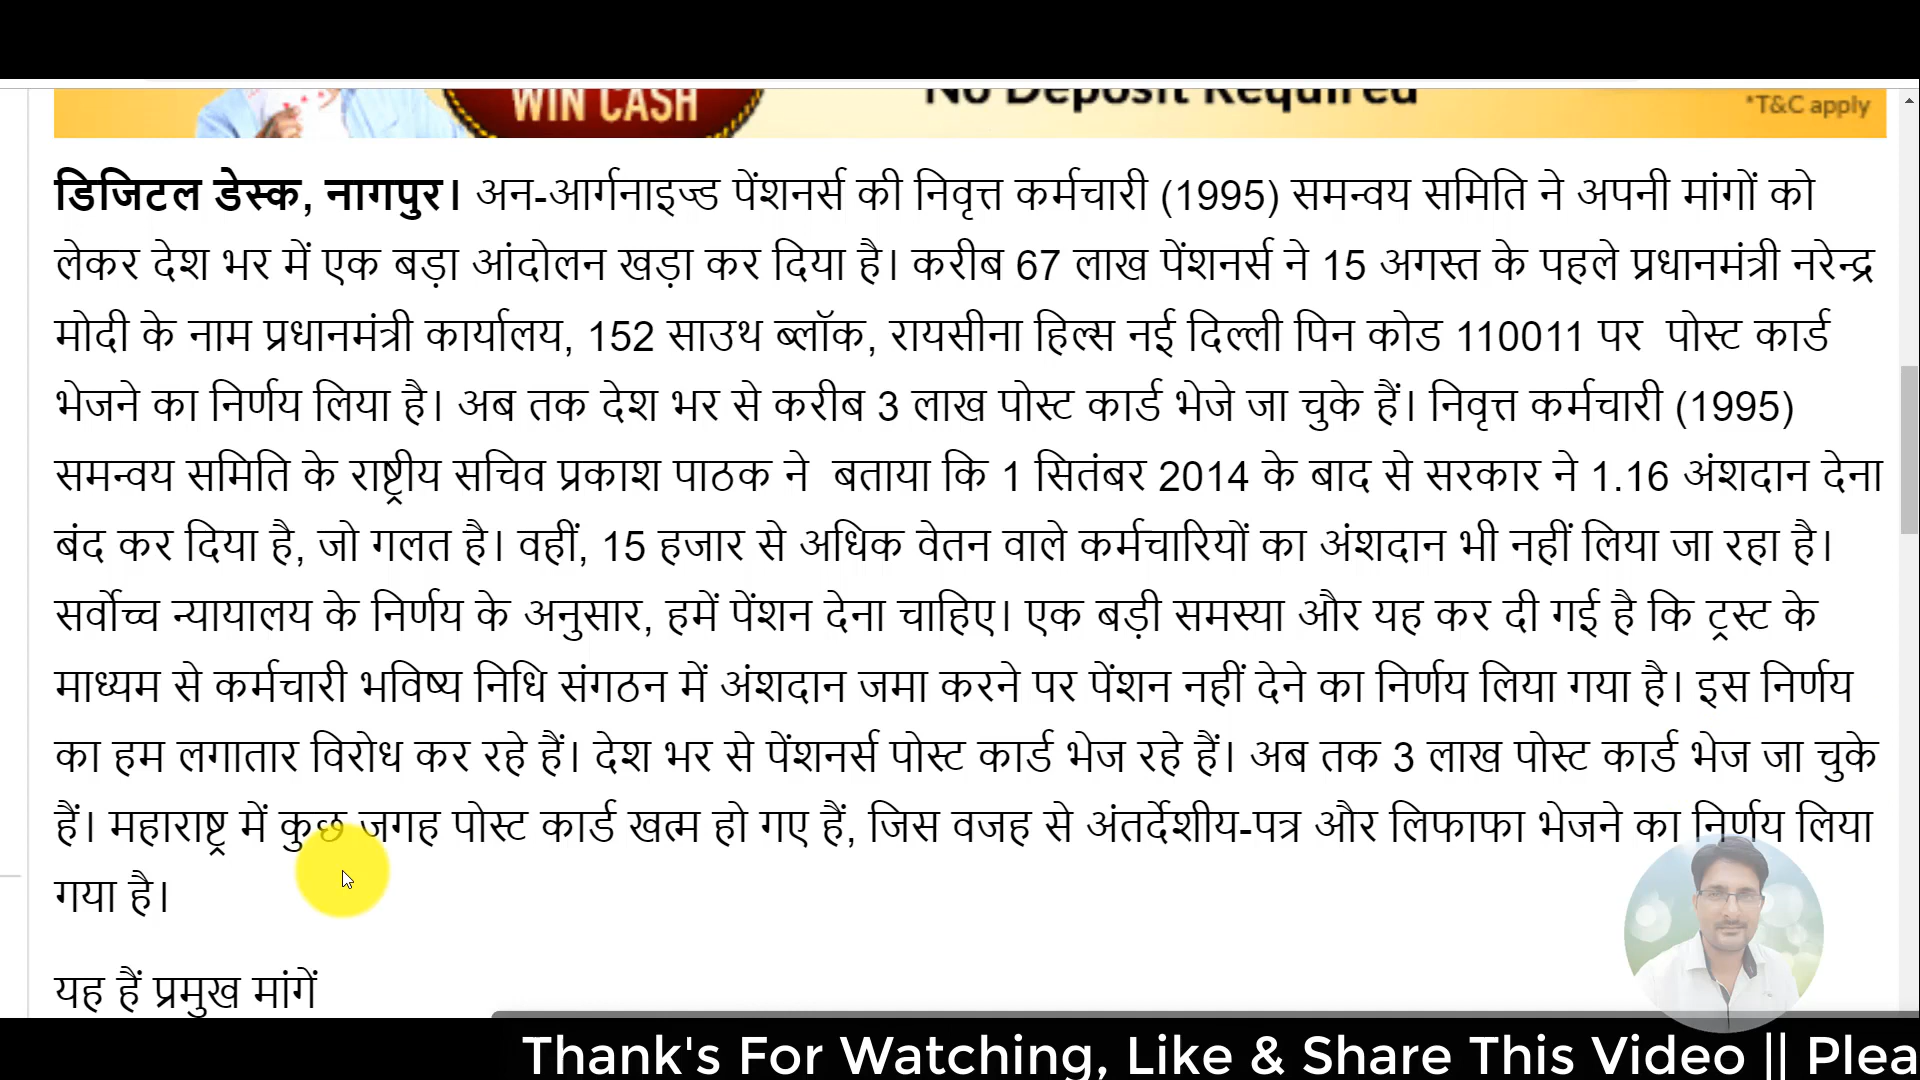 WIN CASH
No Deposit Required
*T&C apply
डिजिटल डेस्क, नागपुर। अन-आर्गनाइज्ड पेंशनर्स की निवृत्त कर्मचारी (1995) समन्वय समिति ने अपनी मांगों को
लेकर देश भर में एक बड़ा आंदोलन खड़ा कर दिया है। करीब 67 लाख पेंशनर्स ने 15 अगस्त के पहले प्रधानमंत्री नरेन्द्र
मोदी के नाम प्रधानमंत्री कार्यालय, 152 साउथ ब्लॉक, रायसीना हिल्स नई दिल्ली पिन कोड 110011 पर  पोस्ट कार्ड
भेजने का निर्णय लिया है। अब तक देश भर से करीब 3 लाख पोस्ट कार्ड भेजे जा चुके हैं। निवृत्त कर्मचारी (1995)
समन्वय समिति के राष्ट्रीय सचिव प्रकाश पाठक ने  बताया कि 1 सितंबर 2014 के बाद से सरकार ने 1.16 अंशदान देना
बंद कर दिया है, जो गलत है। वहीं, 15 हजार से अधिक वेतन वाले कर्मचारियों का अंशदान भी नहीं लिया जा रहा है।
सर्वोच्च न्यायालय के निर्णय के अनुसार, हमें पेंशन देना चाहिए। एक बड़ी समस्या और यह कर दी गई है कि ट्रस्ट के
माध्यम से कर्मचारी भविष्य निधि संगठन में अंशदान जमा करने पर पेंशन नहीं देने का निर्णय लिया गया है। इस निर्णय
का हम लगातार विरोध कर रहे हैं। देश भर से पेंशनर्स पोस्ट कार्ड भेज रहे हैं। अब तक 3 लाख पोस्ट कार्ड भेज जा चुके
हैं। महाराष्ट्र में कुछ जगह पोस्ट कार्ड खत्म हो गए हैं, जिस वजह से अंतर्देशीय-पत्र और लिफाफा भेजने का निर्णय लिया
गया है।
यह हैं प्रमुख मांगें
Thank's For Watching, Like & Share This Video || Plea